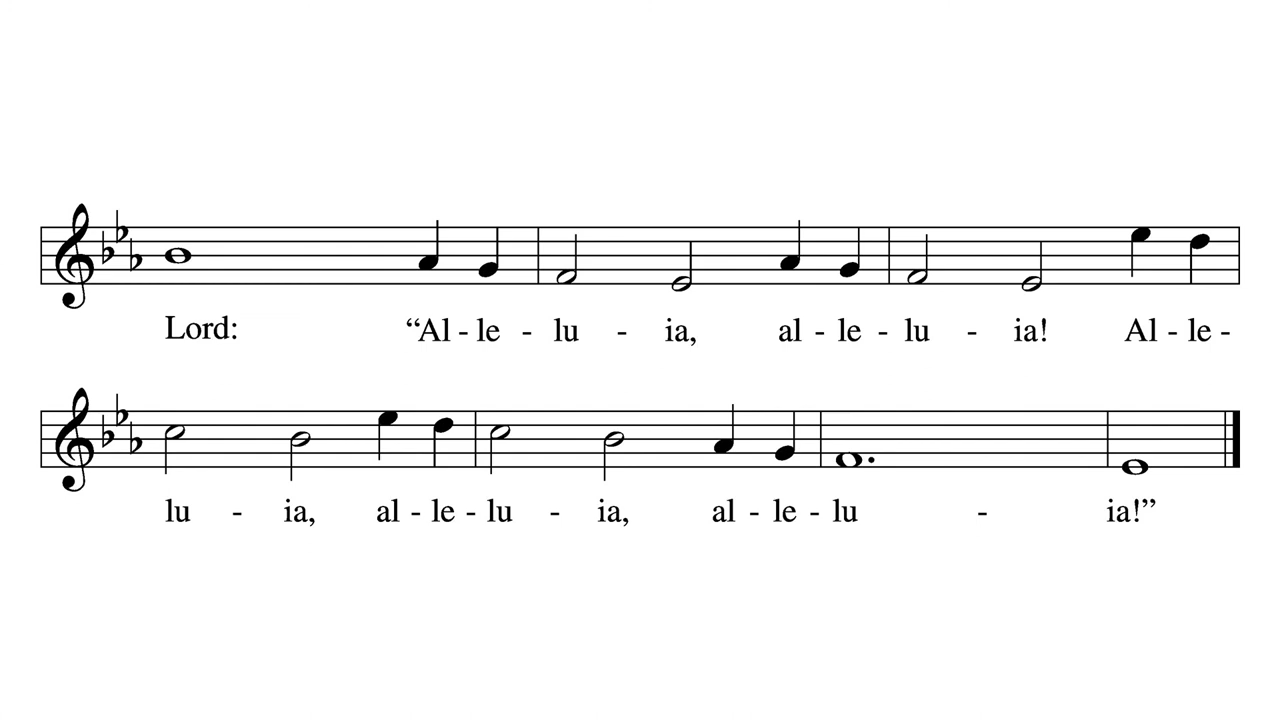 Lord: “Al - le - lu - ia, al - le - lu - ia! Al - le -
lu - ia, al - le - lu - ia, al - le - lu - ia!”